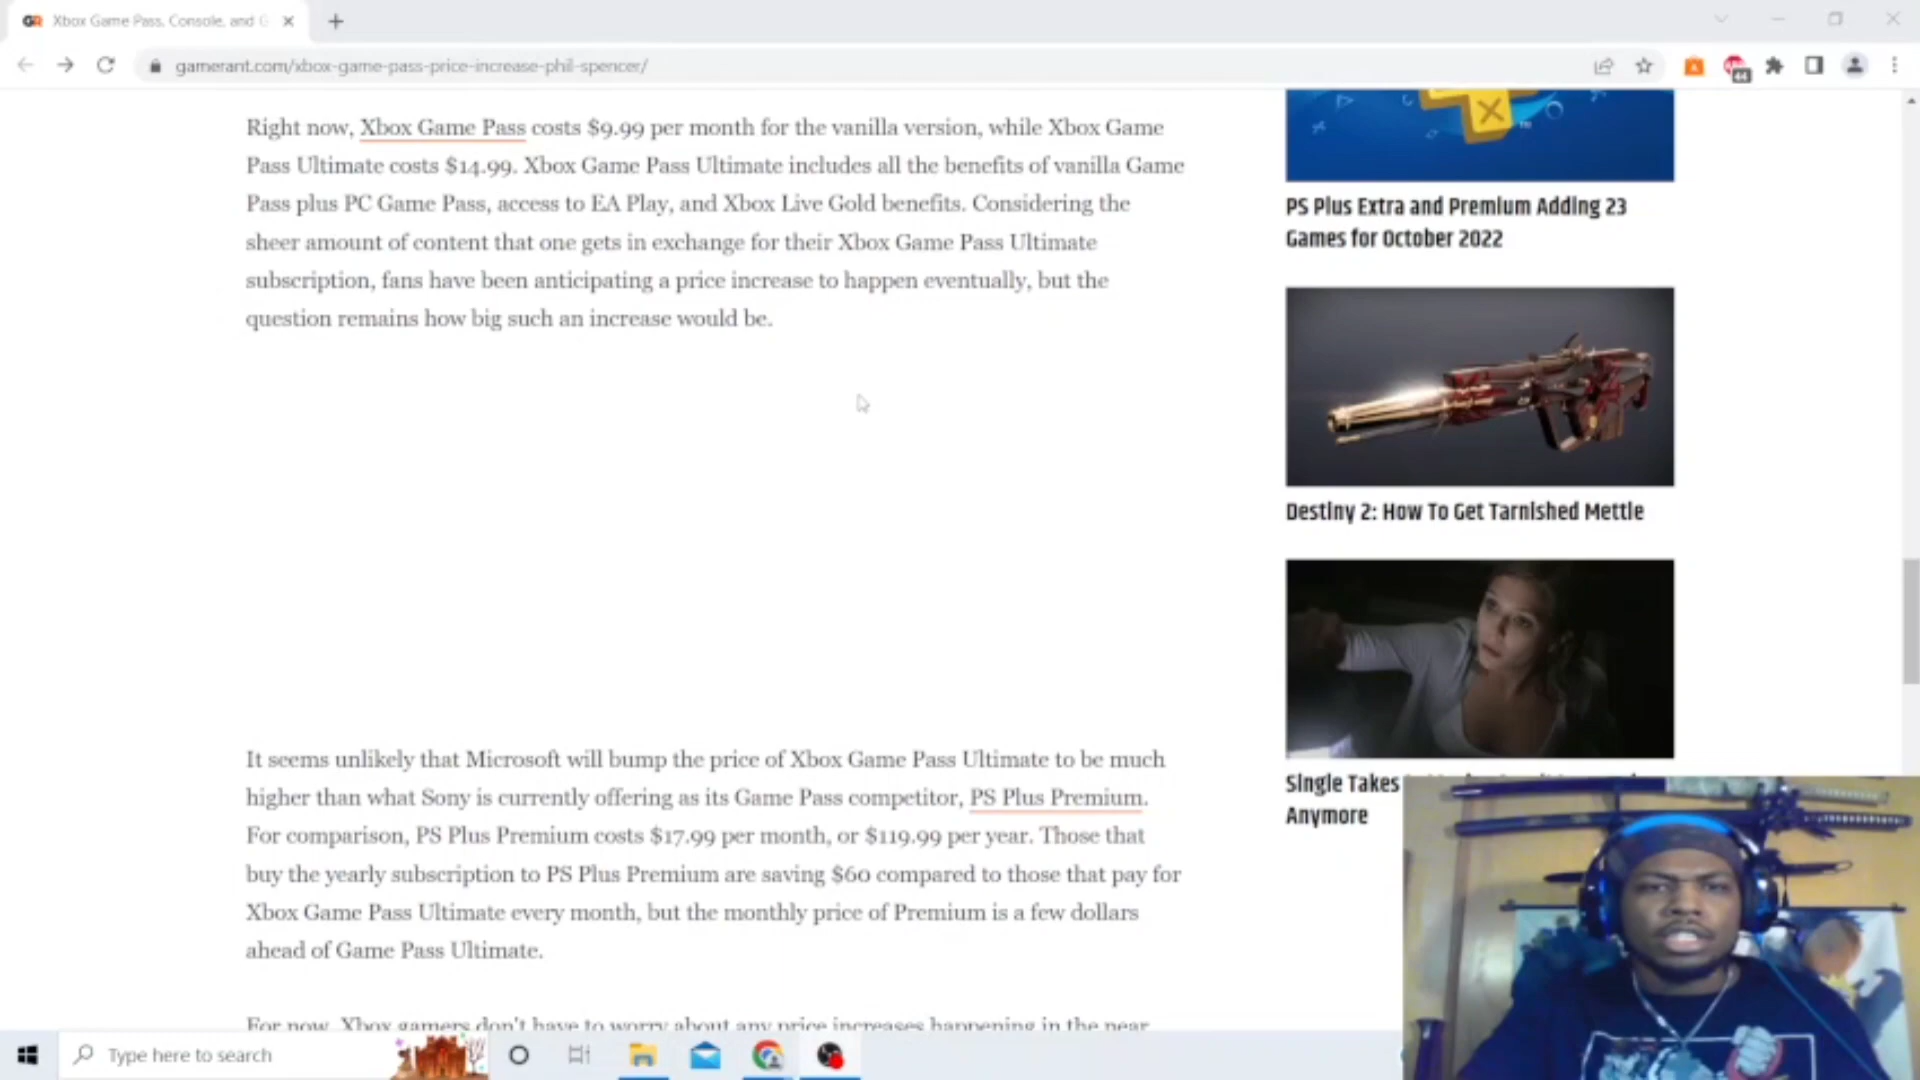 Xbox Game Pass, Console, and G
gamerant.com/xbox-game-pass-price-increase-phil-spencer/
44
Right now, Xbox Game Pass costs $9.99 per month for the vanilla version, while Xbox Game
Pass Ultimate costs $14.99. Xbox Game Pass Ultimate includes all the benefits of vanilla Game
Pass plus PC Game Pass, access to EA Play, and Xbox Live Gold benefits. Considering the
sheer amount of content that one gets in exchange for their Xbox Game Pass Ultimate
subscription, fans have been anticipating a price increase to happen eventually, but the
question remains how big such an increase would be.
It seems unlikely that Microsoft will bump the price of Xbox Game Pass Ultimate to be much
higher than what Sony is currently offering as its Game Pass competitor, PS Plus Premium.
For comparison, PS Plus Premium costs $17.99 per month, or $119.99 per year. Those that
buy the yearly subscription to PS Plus Premium are saving $60 compared to those that pay for
Xbox Game Pass Ultimate every month, but the monthly price of Premium is a few dollars
ahead of Game Pass Ultimate.
For now, Xbox gamers don't have to worry about any price increases happening in the near
PS Plus Extra and Premium Adding 23
Games for October 2022
Destiny 2: How To Get Tarnished Mettle
Single Takes
Anymore
Type here to search